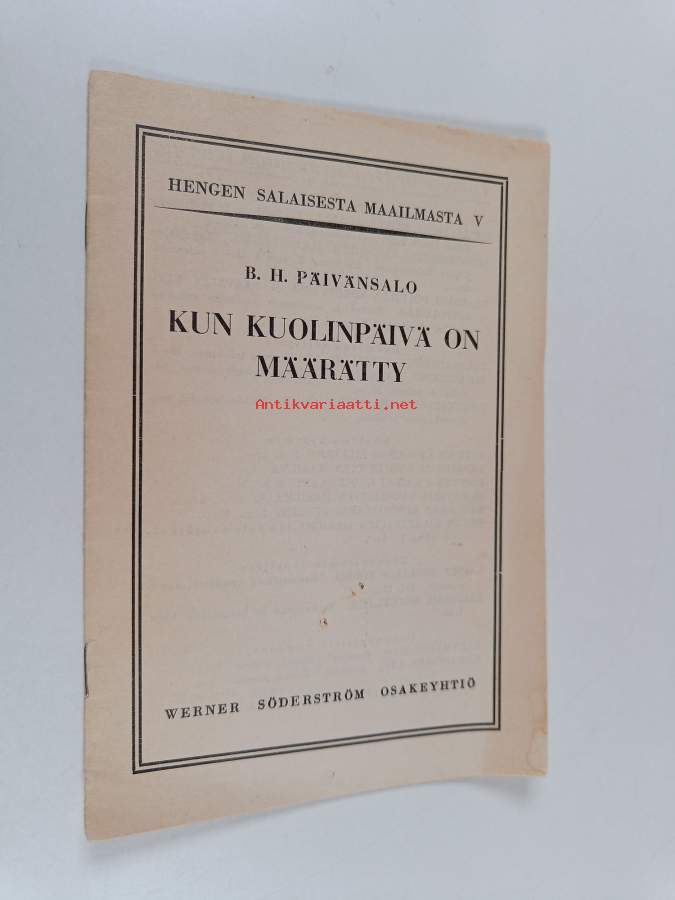 HENGEN SALAISESTA MAAILMASTA V
B. H. PÄIVÄNSALO
KUN KUOLINPÄIVÄ ON
MÄÄRÄTTY
Antikvariaatti.net
WERNER SÖDERSTRÖM OSAKEYHTIÖ